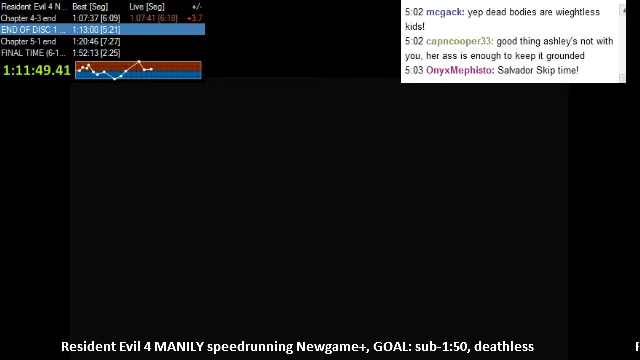 Resident Evil 4 N... Best [Seg] Live [Seg] +/-
Chapter 4-3 end 1:07:37 [6:09] 1:07:41 [6:18] +3.7
END OF DISC 1 ... 1:13:00 [5:21]
Chapter 5-1 end 1:20:46 [7:27]
FINAL TIME (6-1... 1:52:13 [2:25]
1:11:49.41
5:02 mcgack: yep dead bodies are wieghtless
kids!
5:02 capncooper33: good thing ashley's not with
you, her ass is enough to keep it grounded
5:03 OnyxMephisto: Salvador Skip time!
Resident Evil 4 MANILY speedrunning Newgame+, GOAL: sub-1:50, deathless